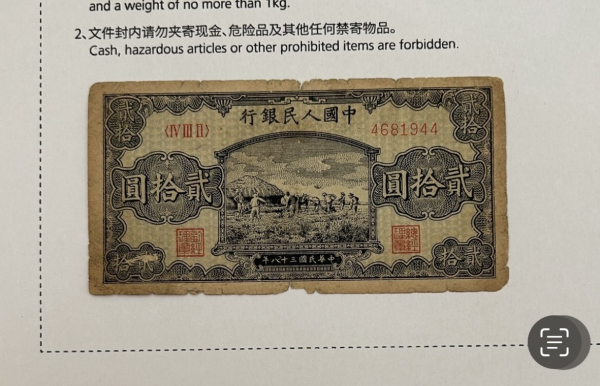 and a weight of no more than 1kg.
2、文件封内请勿夹寄现金、危险品及其他任何禁寄物品。
Cash, hazardous articles or other prohibited items are forbidden.
貳拾
行銀民人國中
貳拾
〈IV III II〉
4681944
圓拾貳
圓拾貳
年八十三國民華中
拾貳
拾貳